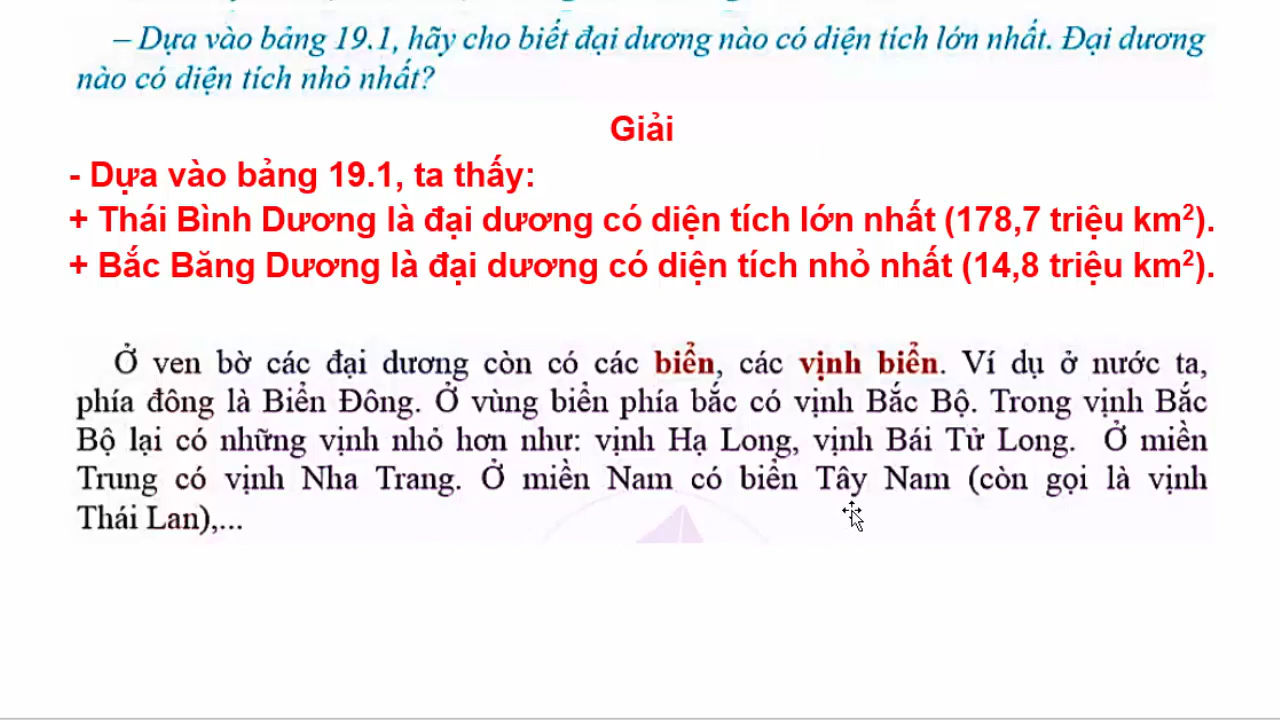 – Dựa vào bảng 19.1, hãy cho biết đại dương nào có diện tích lớn nhất. Đại dương
nào có diện tích nhỏ nhất?
Giải
- Dựa vào bảng 19.1, ta thấy:
+ Thái Bình Dương là đại dương có diện tích lớn nhất (178,7 triệu km²).
+ Bắc Băng Dương là đại dương có diện tích nhỏ nhất (14,8 triệu km²).
Ở ven bờ các đại dương còn có các biển, các vịnh biển. Ví dụ ở nước ta,
phía đông là Biển Đông. Ở vùng biển phía bắc có vịnh Bắc Bộ. Trong vịnh Bắc
Bộ lại có những vịnh nhỏ hơn như: vịnh Hạ Long, vịnh Bái Tử Long. Ở miền
Trung có vịnh Nha Trang. Ở miền Nam có biển Tây Nam (còn gọi là vịnh
Thái Lan),...